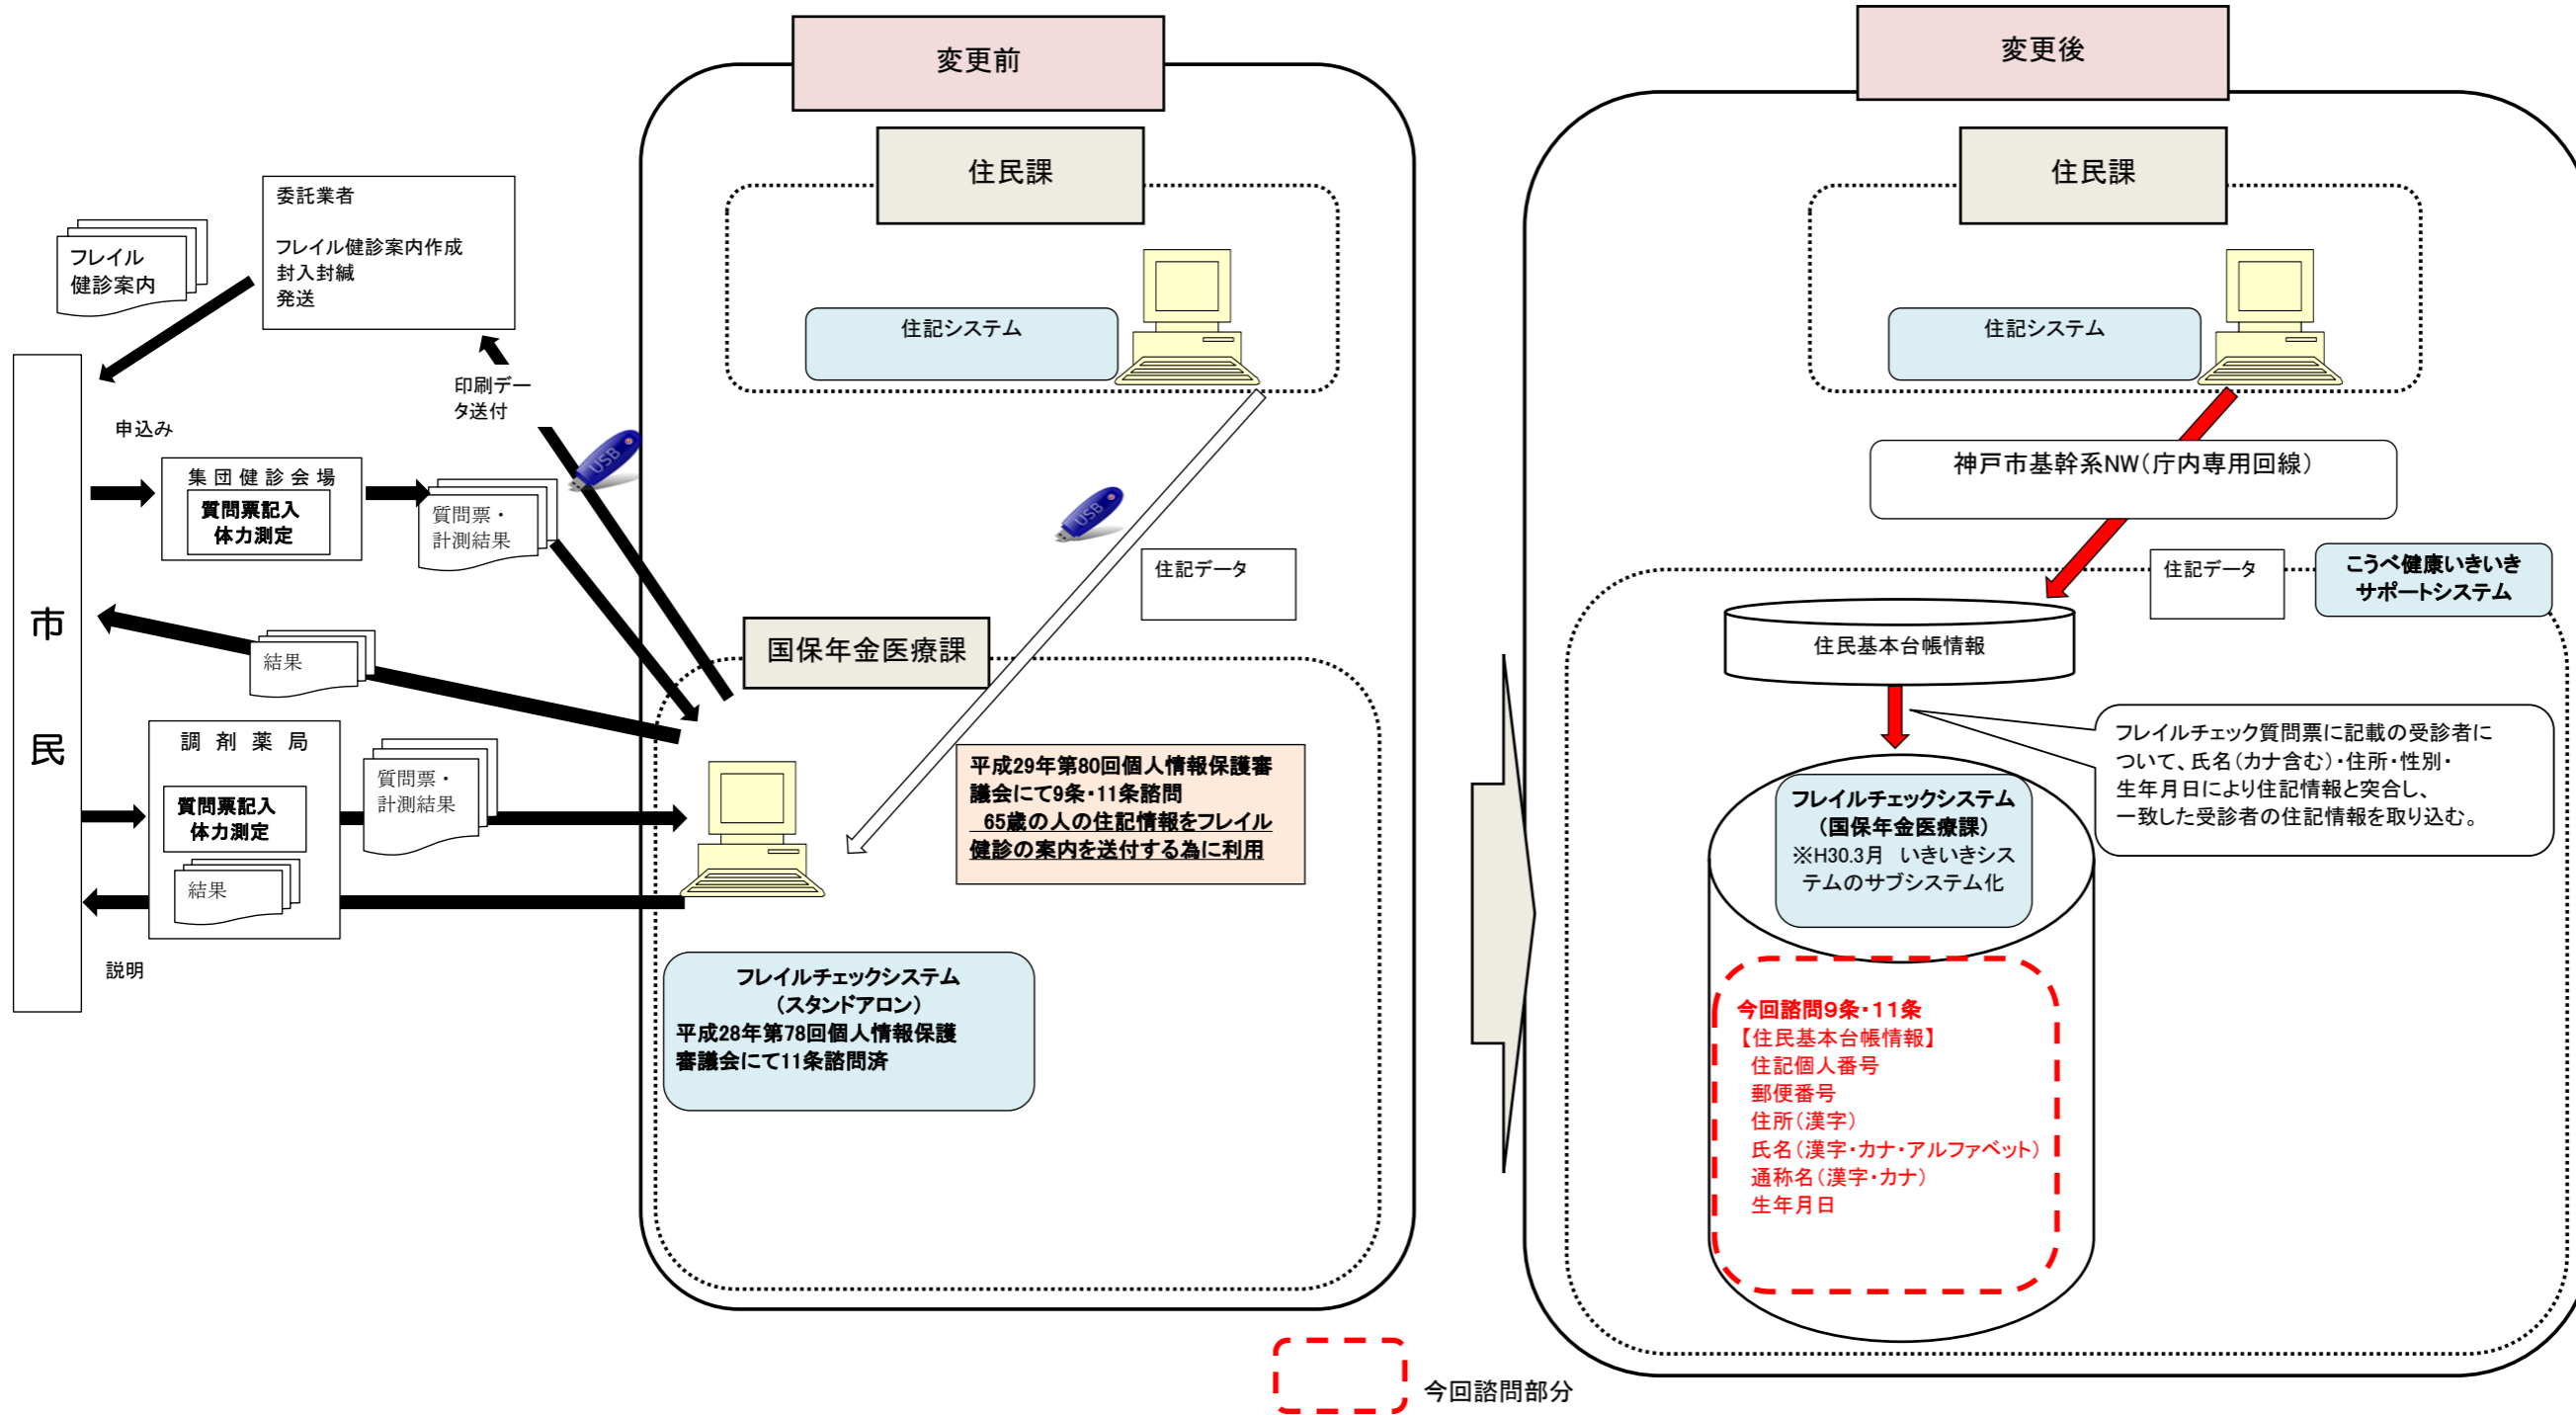 変更前
変更後
住民課
住民課
委託業者
フレイル健診案内作成
封入封緘
発送
フレイル
健診案内
住記システム
住記システム
印刷デー
タ送付
申込み
USB
神戸市基幹系NW(庁内専用回線)
集団健診会場
質問票記入
体力測定
質問票・
計測結果
USB
住記データ
住記データ
こうべ健康いきいき
サポートシステム
市民
国保年金医療課
住民基本台帳情報
結果
調剤薬局
質問票記入
体力測定
質問票・
計測結果
結果
説明
平成29年第80回個人情報保護審
議会にて9条・11条諮問
65歳の人の住記情報をフレイル
健診の案内を送付する為に利用
フレイルチェック質問票に記載の受診者に
ついて、氏名(カナ含む)・住所・性別・
生年月日により住記情報と突合し、
一致した受診者の住記情報を取り込む。
フレイルチェックシステム
(国保年金医療課)
※H30.3月 いきいきシス
テムのサブシステム化
フレイルチェックシステム
(スタンドアロン)
平成28年第78回個人情報保護
審議会にて11条諮問済
今回諮問9条・11条
【住民基本台帳情報】
住記個人番号
郵便番号
住所(漢字)
氏名(漢字・カナ・アルファベット)
通称名(漢字・カナ)
生年月日
今回諮問部分